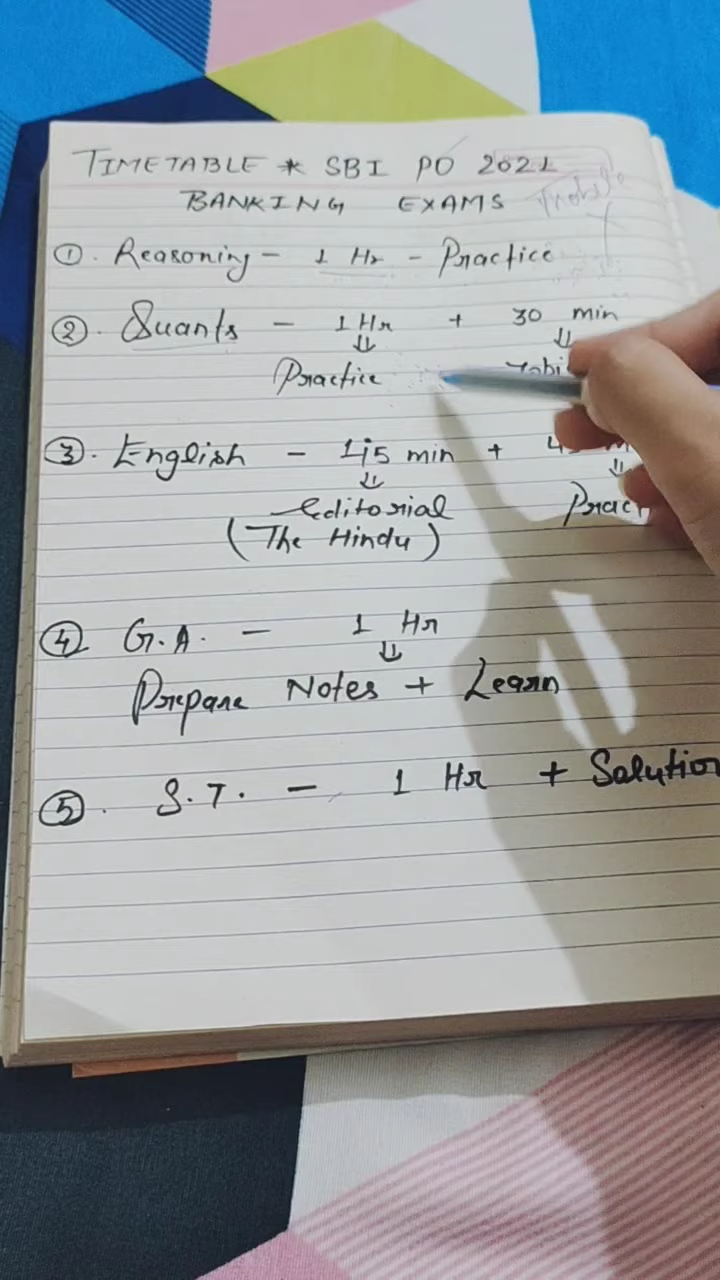 TIMETABLE * SBI PO 2021
BANKING EXAMS
① . Reasoning - 1 Hr - Practice
② . Quants - 1 Hr + 30 min
⇓ ⇓
Practice
③ . English - 15 min +
⇓ ⇓
Editorial
(The Hindu)
④ G.A. - 1 Hr
⇓
Prepare Notes + Learn
⑤ . S.T. - 1 Hr + Solution